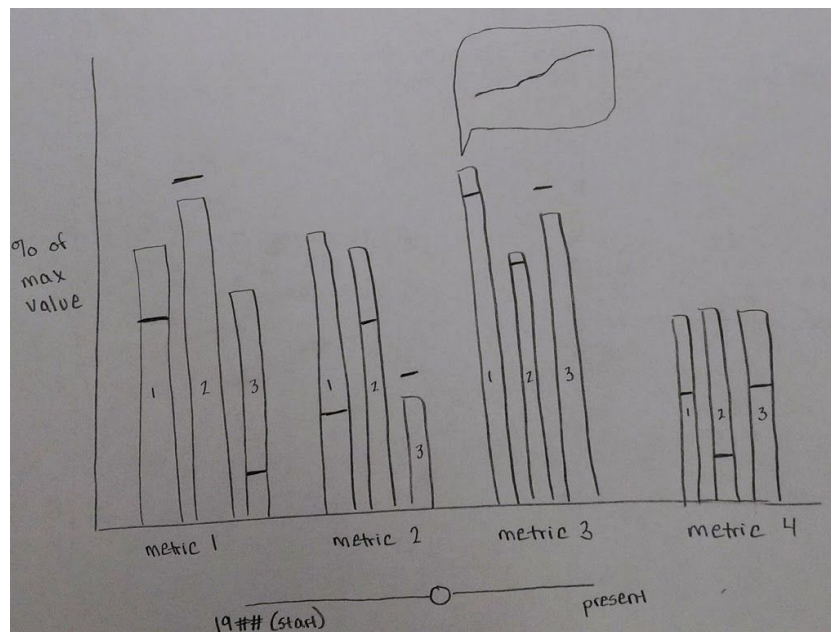 % of
max
value
1
2
3
1
2
3
1
2
3
1
2
3
metric 1
metric 2
metric 3
metric 4
19## (start)
present